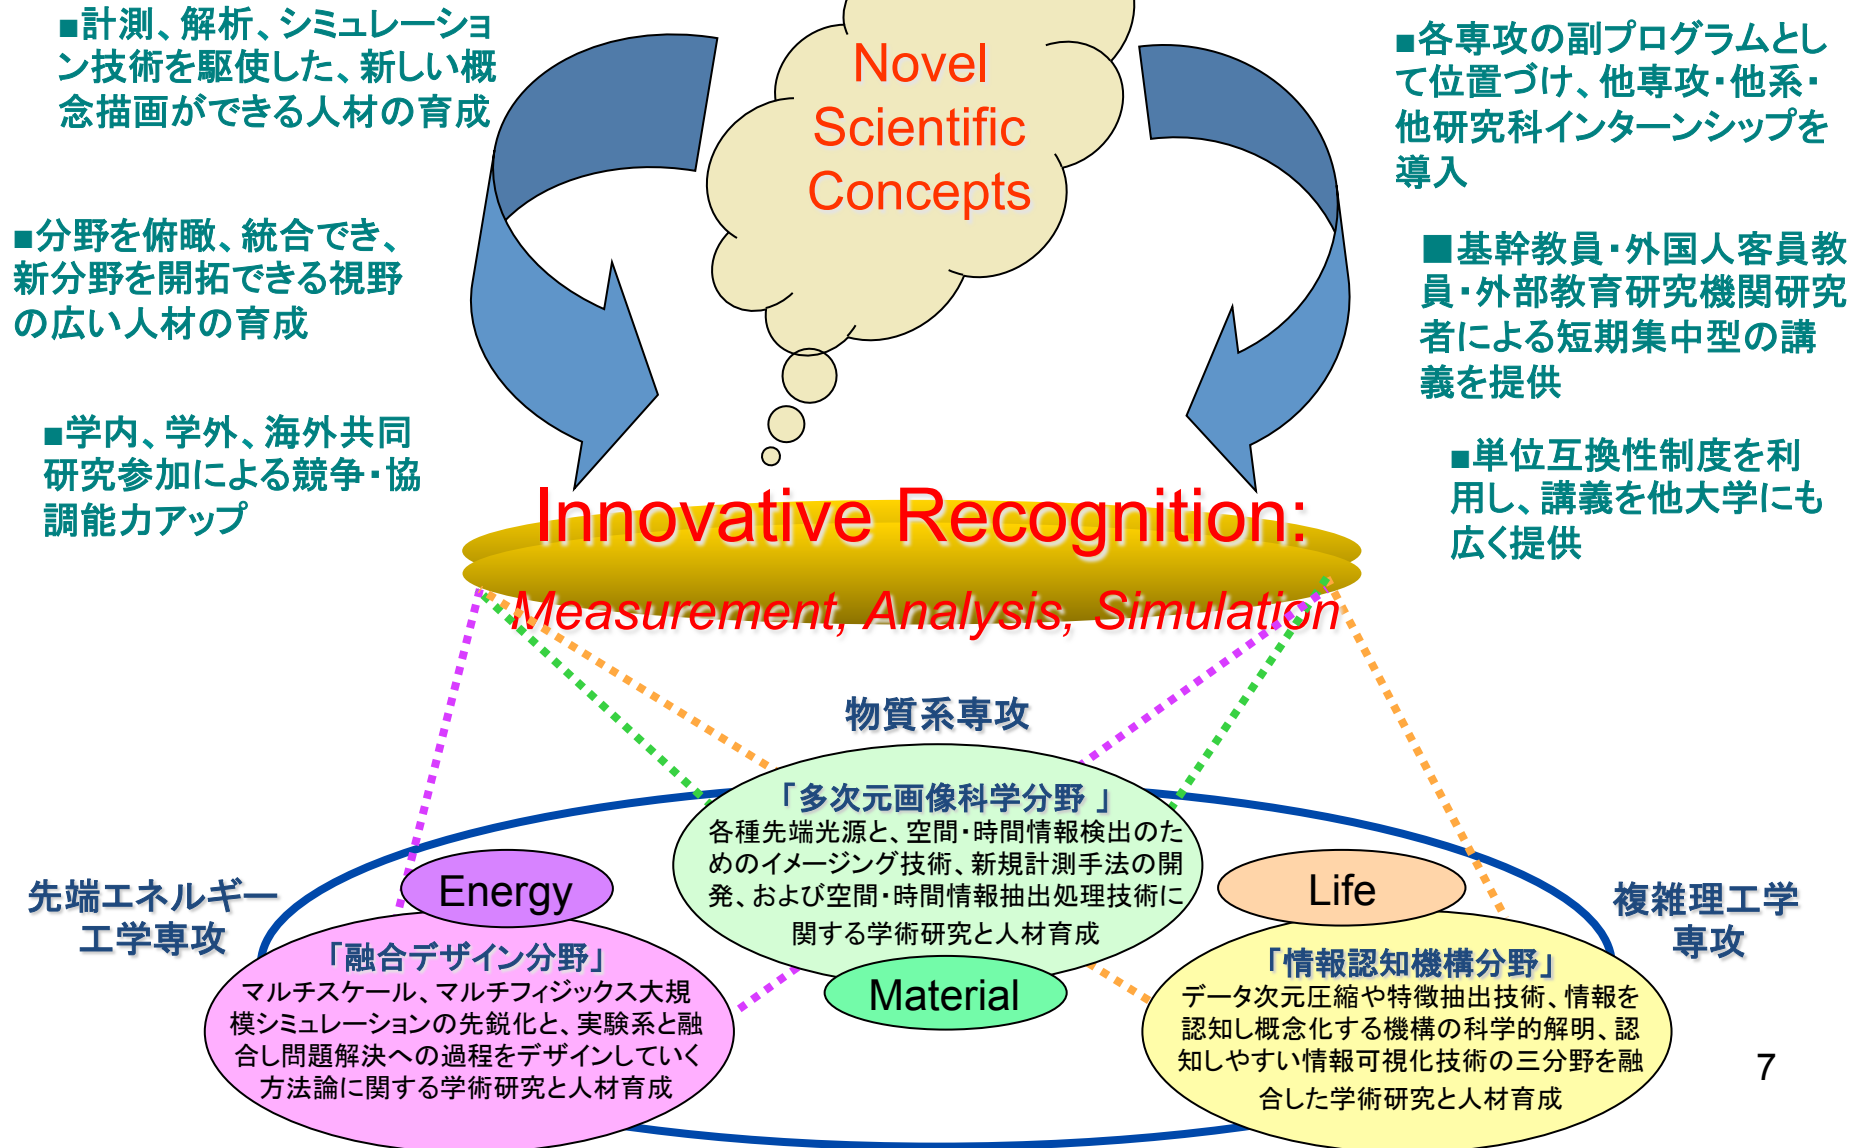 ■計測、解析、シミュレーショ
ン技術を駆使した、新しい概
念描画ができる人材の育成
■分野を俯瞰、統合でき、
新分野を開拓できる視野
の広い人材の育成
■学内、学外、海外共同
研究参加による競争・協
調能力アップ
Novel
Scientific
Concepts
■各専攻の副プログラムとし
て位置づけ、他専攻・他系・
他研究科インターンシップを
導入
■基幹教員・外国人客員教
員・外部教育研究機関研究
者による短期集中型の講
義を提供
■単位互換性制度を利
用し、講義を他大学にも
広く提供
Innovative Recognition:
Measurement, Analysis, Simulation
物質系専攻
「多次元画像科学分野 」
各種先端光源と、空間・時間情報検出のた
めのイメージング技術、新規計測手法の開
発、および空間・時間情報抽出処理技術に
関する学術研究と人材育成
Material
先端エネルギー
工学専攻
Energy
「融合デザイン分野」
マルチスケール、マルチフィジックス大規
模シミュレーションの先鋭化と、実験系と融
合し問題解決への過程をデザインしていく
方法論に関する学術研究と人材育成
Life
複雑理工学
専攻
「情報認知機構分野」
データ次元圧縮や特徴抽出技術、情報を
認知し概念化する機構の科学的解明、認
知しやすい情報可視化技術の三分野を融
合した学術研究と人材育成
7